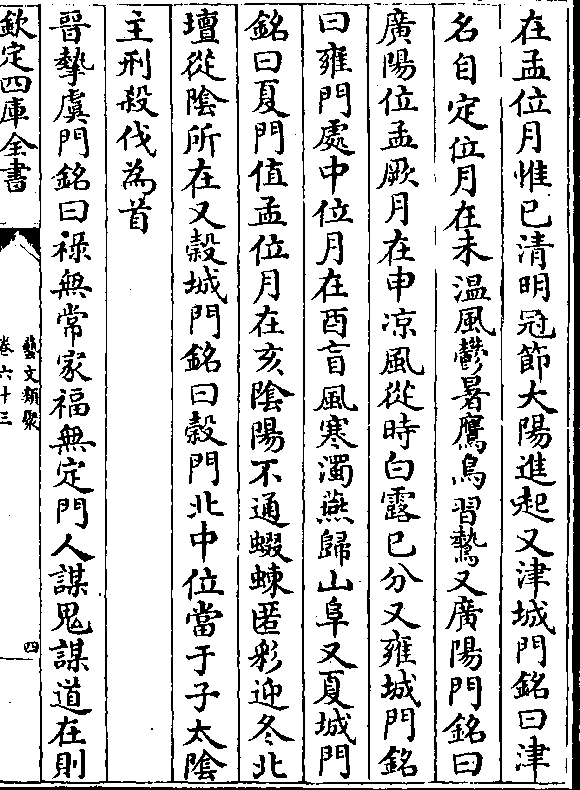 在孟位月惟巳清明冠節大陽進起又津城門銘曰津
名自定位月在未温風鬱暑鷹鳥習鷙又廣陽門銘曰
廣陽位孟厥月在申凉風從時白露已分又雍城門銘
曰雍門處中位月在酉盲風寒濁燕歸山阜又夏城門
銘曰夏門值孟位月在亥陰陽不通蝃蝀匿彩迎冬北
壇從陰所在又穀城門銘曰穀門北中位當于子太陰
主刑殺伐為首
晉摯虞門銘曰祿無常家福無定門人謀鬼謀道在則
欽定四庫全書
藝文類聚
卷六十三
四